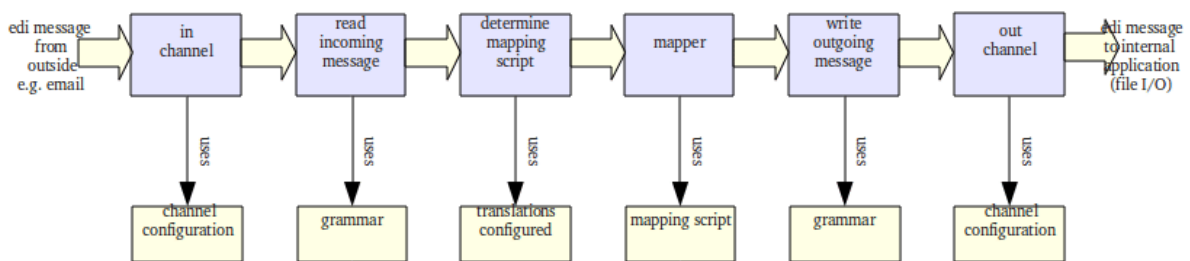 edi message
from
outside
e.g. email
in
channel
read
incoming
message
determine
mapping
script
mapper
write
outgoing
message
out
channel
edi message
to internal
application
(file I/O)
uses
uses
uses
uses
uses
uses
channel
configuration
grammar
translations
configured
mapping script
grammar
channel
configuration